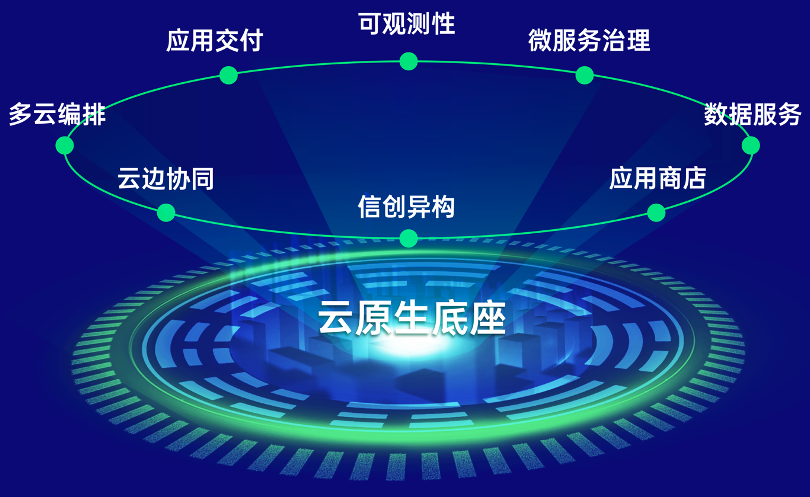 可观测性
应用交付
微服务治理
多云编排
数据服务
云边协同
应用商店
信创异构
云原生底座